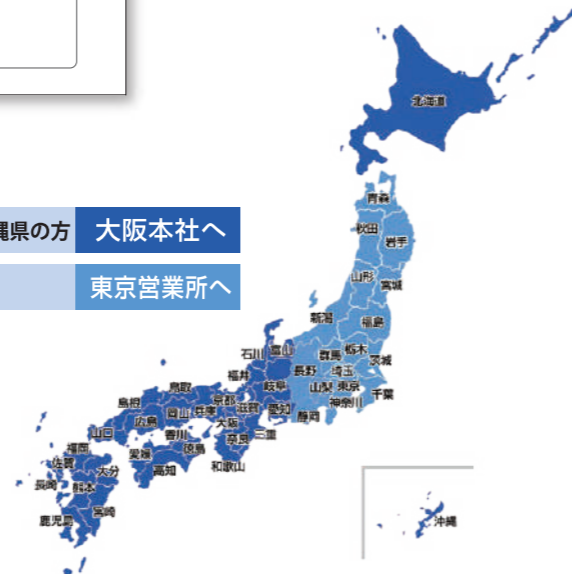 北海道
青森
縄県の方 大阪本社へ
秋田
岩手
東京営業所へ
山形
宮城
新潟
福島
石川 富山
群馬 栃木
茨城
長野 埼玉
福井
岐阜
山梨 東京
千葉
鳥取
神奈川
島根
京都
岡山 兵庫 滋賀 愛知
静岡
広島
大阪
山口
香川
奈良 三重
福岡
愛媛 徳島
佐賀
大分
高知
和歌山
長崎
熊本
宮崎
鹿児島
沖縄